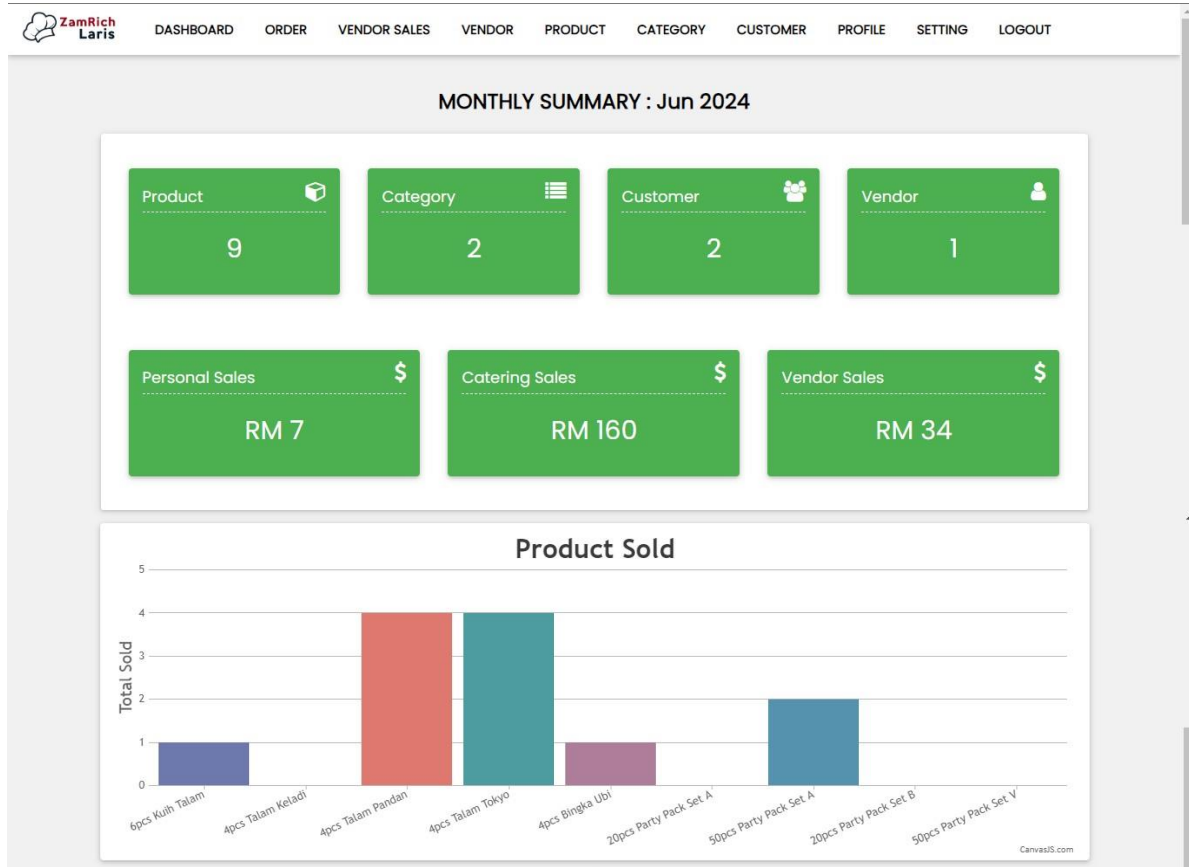 ZamRich
Laris
DASHBOARD ORDER VENDOR SALES VENDOR PRODUCT CATEGORY CUSTOMER PROFILE SETTING LOGOUT
MONTHLY SUMMARY : Jun 2024
Product Category Customer Vendor
9 2 2 1
Personal Sales $ Catering Sales $ Vendor Sales $
RM 7 RM 160 RM 34
Product Sold
Total Sold
5
4
3
2
1
0
6pcs Kuih Talam
4pcs Talam Keladi
4pcs Talam Pandan
4pcs Talam Tokyo
4pcs Bingka Ubi
20pcs Party Pack Set A
50pcs Party Pack Set A
20pcs Party Pack Set B
50pcs Party Pack Set V
CanvasJS.com